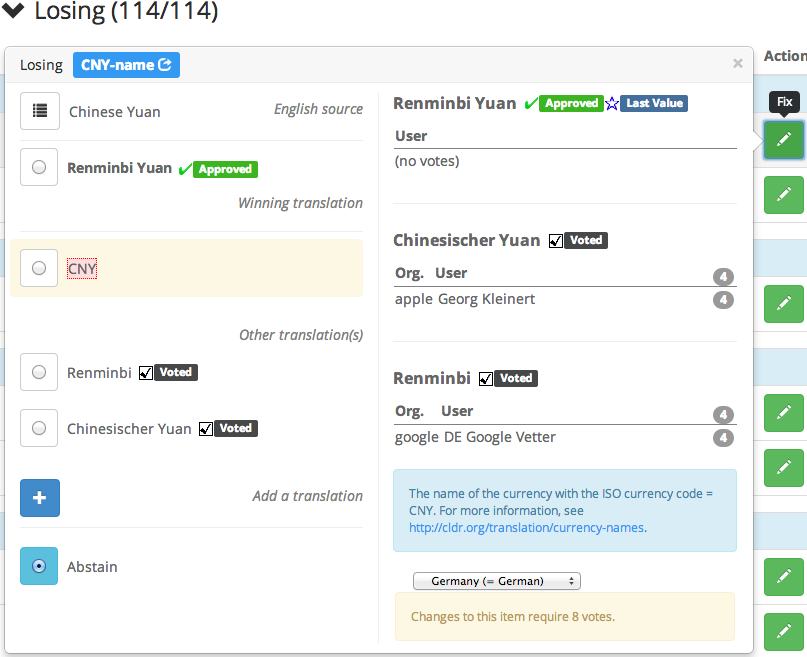 Losing (114/114)
Action
Losing CNY-name
×
Fix
Chinese Yuan English source
Renminbi Yuan Approved
Winning translation
CNY
Other translation(s)
Renminbi Voted
Chinesischer Yuan Voted
+ Add a translation
Abstain
Renminbi Yuan Approved Last Value
User
(no votes)
Chinesischer Yuan Voted
Org. User 4
apple Georg Kleinert 4
Renminbi Voted
Org. User 4
google DE Google Vetter 4
The name of the currency with the ISO currency code =
CNY. For more information, see
http://cldr.org/translation/currency-names.
Germany (= German)
Changes to this item require 8 votes.